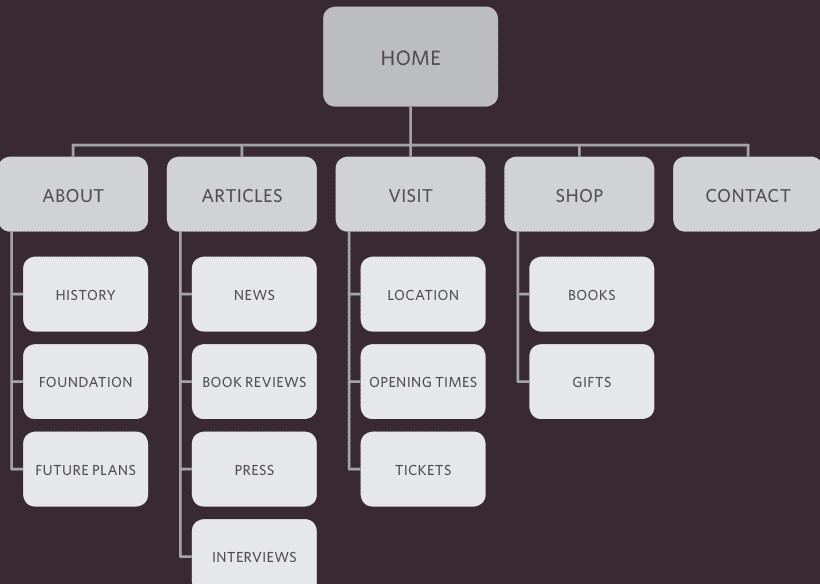 HOME
ABOUT
ARTICLES
VISIT
SHOP
CONTACT
HISTORY
NEWS
LOCATION
BOOKS
FOUNDATION
BOOK REVIEWS
OPENING TIMES
GIFTS
FUTURE PLANS
PRESS
TICKETS
INTERVIEWS